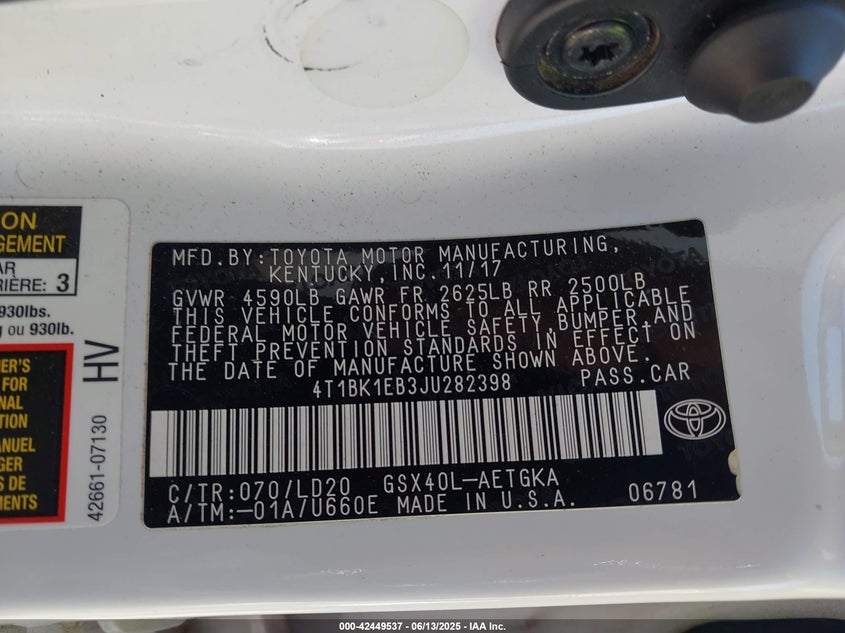 ON
GEMENT
AR
RIÈRE: 3
930lbs.
g ou 930lb.
HV
ER'S
FOR
NAL
TION
ANUEL
GER
S DE
MENTS
42661-07130
MFD.BY:TOYOTA MOTOR MANUFACTURING,
KENTUCKY, INC.11/17
GVWR 4590LB GAWR FR 2625LB RR 2500LB
THIS VEHICLE CONFORMS TO ALL APPLICABLE
FEDERAL MOTOR VEHICLE SAFETY,BUMPER,AND
THEFT PREVENTION STANDARDS IN EFFECT ON
THE DATE OF MANUFACTURE SHOWN ABOVE.
4T1BK1EB3JU282398 PASS.CAR
C/TR:070/LD20 GSX40L-AETGKA
A/TM:-01A/U660E MADE IN U.S.A. 06781
000-42449537 - 06/13/2025 - IAA Inc.